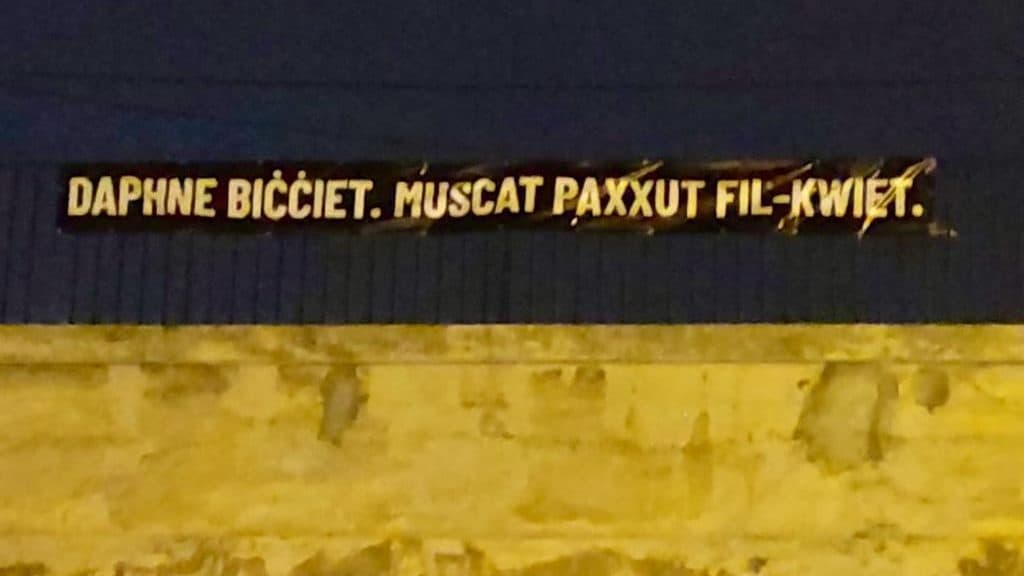 DAPHNE BIĊĊIET. MUSCAT PAXXUT FIL-KWIET.